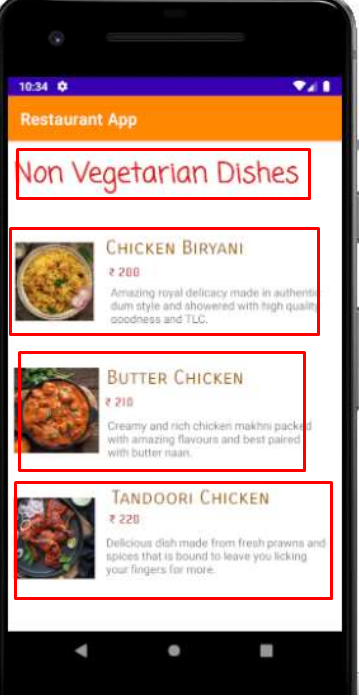 10:34
Restaurant App
Non Vegetarian Dishes
CHICKEN BIRYANI
₹ 200
Amazing royal delicacy made in authentic
dum style and showered with high quality
goodness and TLC.
BUTTER CHICKEN
₹ 210
Creamy and rich chicken makhni packed
with amazing flavours and best paired
with butter naan.
TANDOORI CHICKEN
₹ 220
Delicious dish made from fresh prawns and
spices that is bound to leave you licking
your fingers for more.